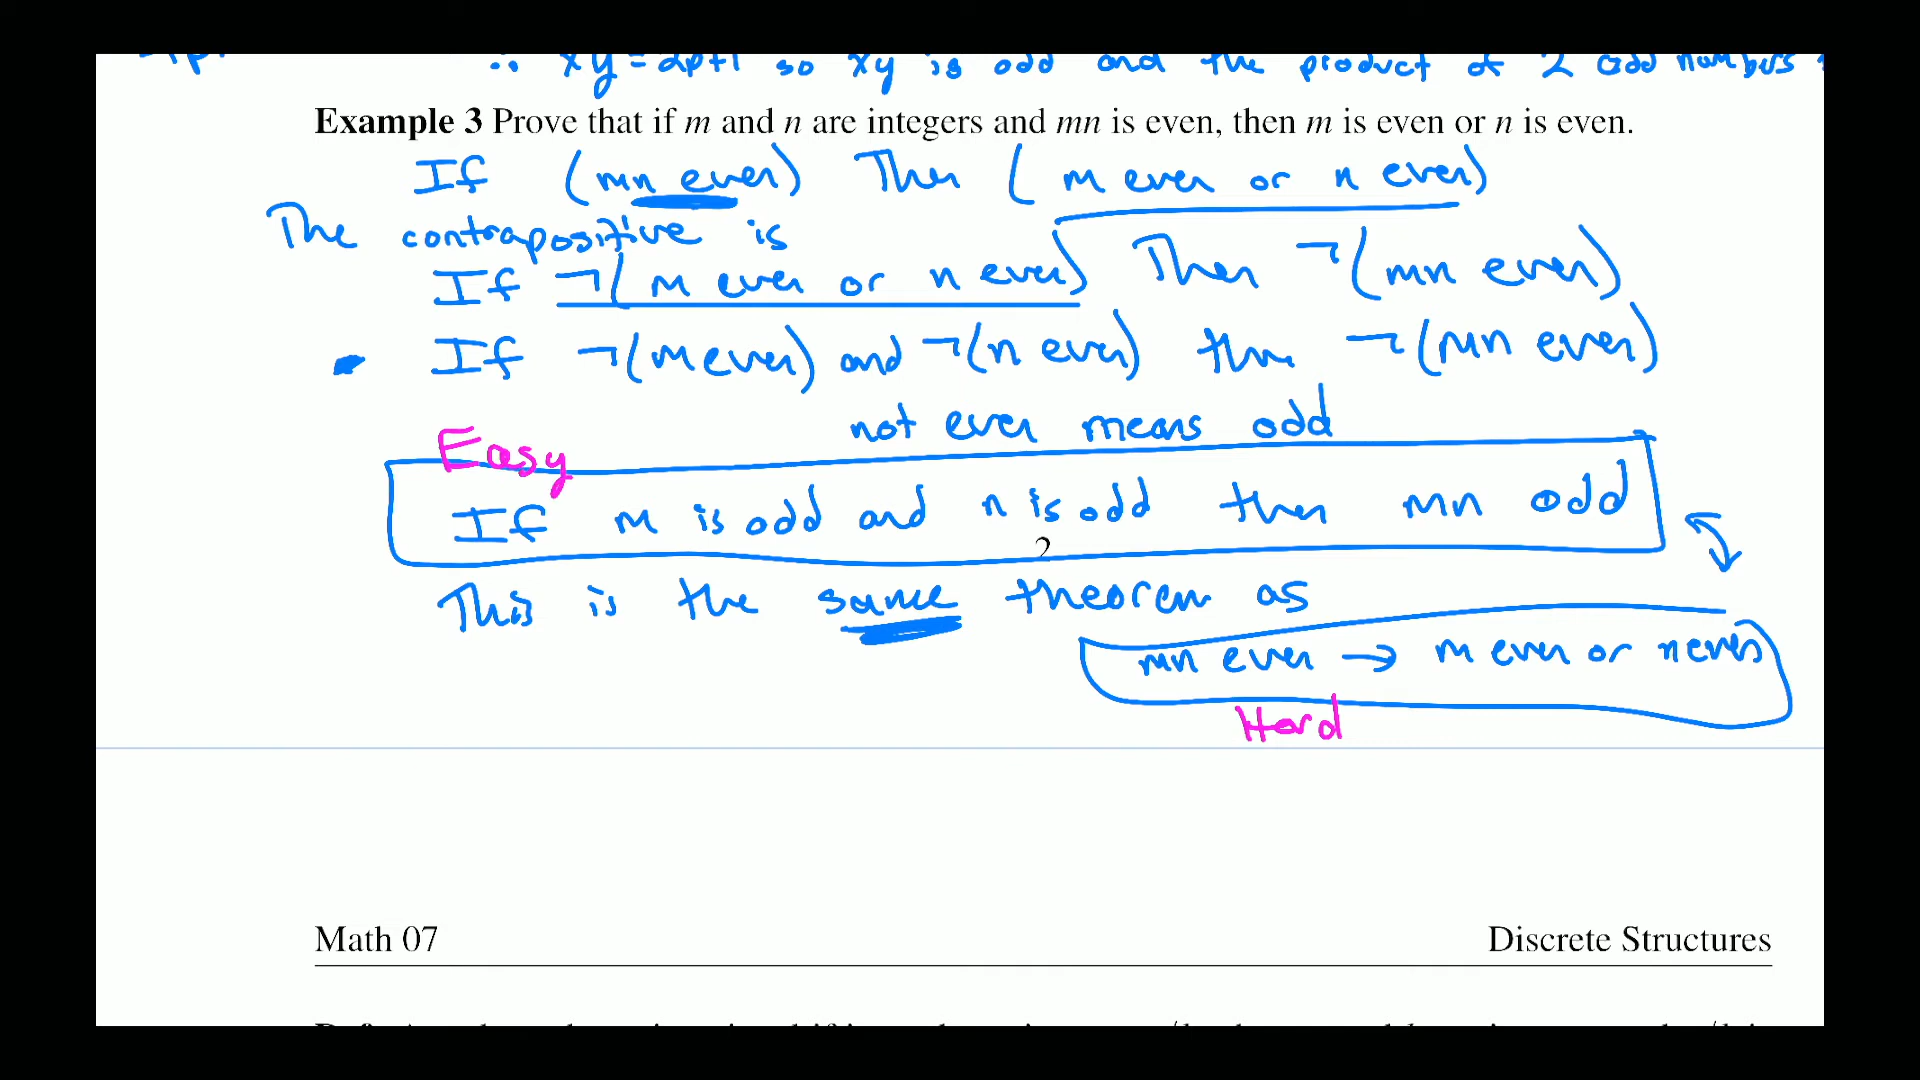 ∴ xy = 2p+1 so xy is odd and the product of 2 odd numbers
Example 3 Prove that if m and n are integers and mn is even, then m is even or n is even.
If (mn even) Then (m even or n even)
The contrapositive is
If ¬(m even or n even) Then ¬(mn even)
If ¬(m even) and ¬(n even) then ¬(mn even)
not even means odd
Easy
If m is odd and n is odd then mn odd
2
This is the same theorem as
mn even → m even or n even
Hard
Math 07 Discrete Structures